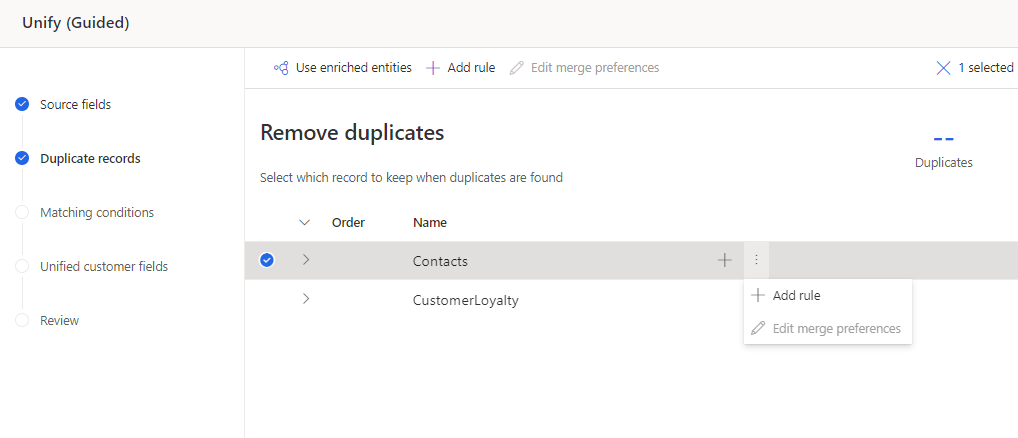 Unify (Guided)
Use enriched entities Add rule Edit merge preferences 1 selected
Source fields
Duplicate records
Matching conditions
Unified customer fields
Review
Remove duplicates
Select which record to keep when duplicates are found
--
Duplicates
Order Name
Contacts
CustomerLoyalty
Add rule
Edit merge preferences